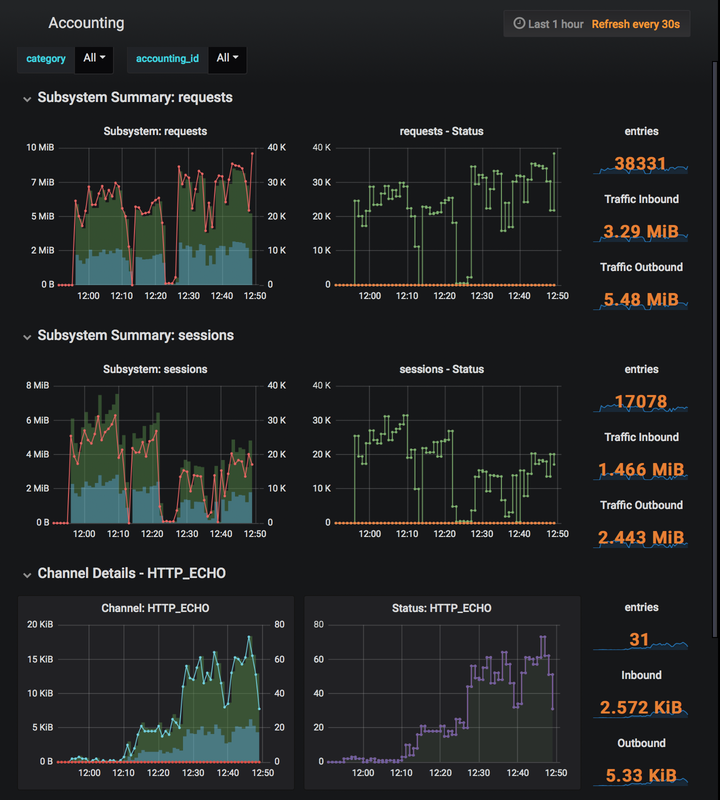 Accounting
Last 1 hour Refresh every 30s
category All accounting_id All
Subsystem Summary: requests
Subsystem: requests
10 MiB
7 MiB
5 MiB
2 MiB
0 B
40 K
30 K
20 K
10 K
0
12:00 12:10 12:20 12:30 12:40 12:50
requests - Status
40 K
30 K
20 K
10 K
0
12:00 12:10 12:20 12:30 12:40 12:50
entries
38331
Traffic Inbound
3.29 MiB
Traffic Outbound
5.48 MiB
Subsystem Summary: sessions
Subsystem: sessions
8 MiB
6 MiB
4 MiB
2 MiB
0 B
40 K
30 K
20 K
10 K
0
12:00 12:10 12:20 12:30 12:40 12:50
sessions - Status
40 K
30 K
20 K
10 K
0
12:00 12:10 12:20 12:30 12:40 12:50
entries
17078
Traffic Inbound
1.466 MiB
Traffic Outbound
2.443 MiB
Channel Details - HTTP_ECHO
Channel: HTTP_ECHO
20 KiB
15 KiB
10 KiB
5 KiB
0 B
80
60
40
20
0
12:00 12:10 12:20 12:30 12:40 12:50
Status: HTTP_ECHO
80
60
40
20
0
12:00 12:10 12:20 12:30 12:40 12:50
entries
31
Inbound
2.572 KiB
Outbound
5.33 KiB